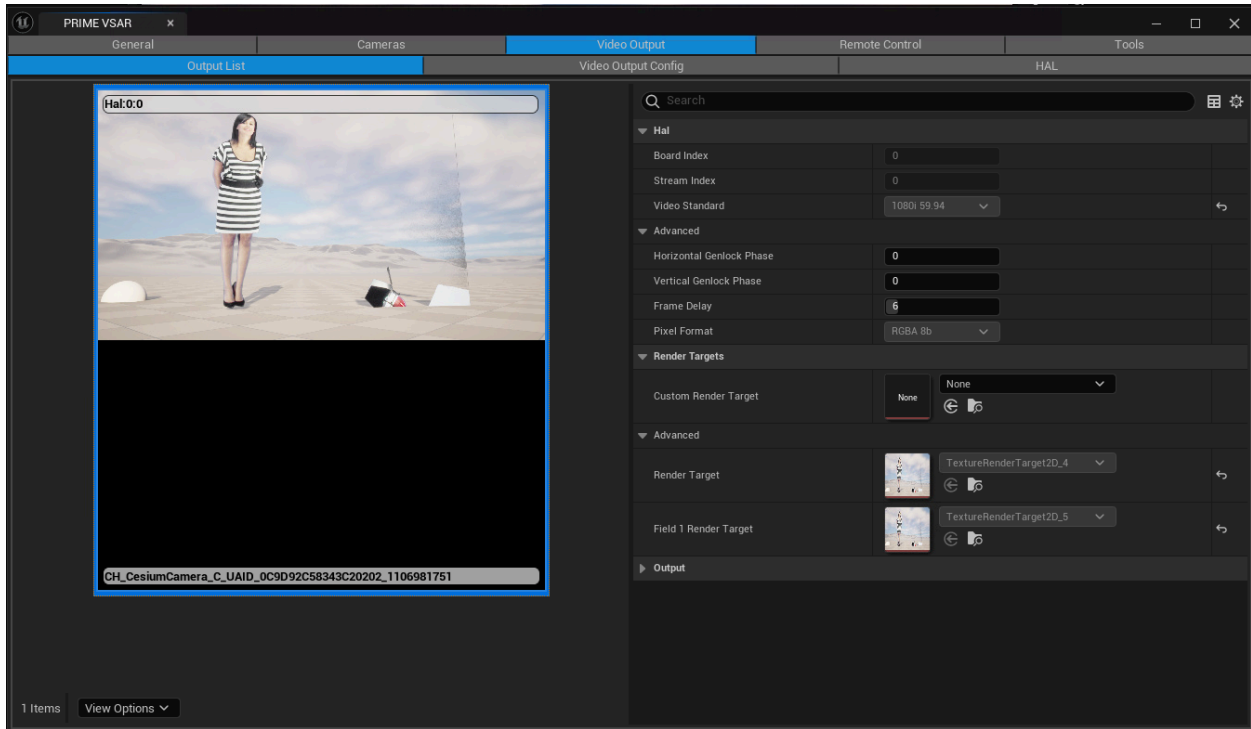 PRIME VSAR ×
General Cameras Video Output Remote Control Tools
Output List Video Output Config HAL
Hal:0:0
CH_CesiumCamera_C_UAID_0C9D92C58343C20202_1106981751
1 Items View Options
Search
Hal
Board Index 0
Stream Index 0
Video Standard 1080i 59.94
Advanced
Horizontal Genlock Phase 0
Vertical Genlock Phase 0
Frame Delay 6
Pixel Format RGBA 8b
Render Targets
Custom Render Target None None
Advanced
Render Target TextureRenderTarget2D_4
Field 1 Render Target TextureRenderTarget2D_5
Output